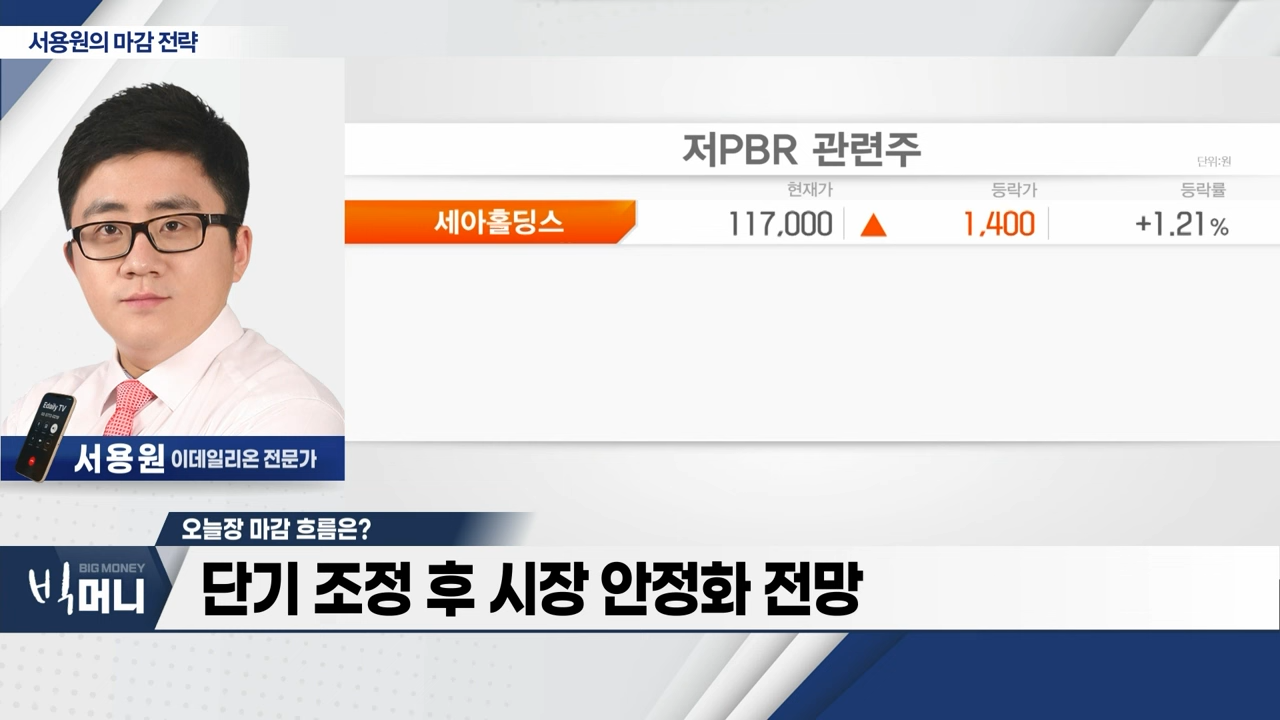 서용원의 마감 전략
저PBR 관련주
단위:원
현재가 등락가 등락률
세아홀딩스 117,000 ▲ 1,400 +1.21%
Edaily TV
서용원 이데일리온 전문가
오늘장 마감 흐름은?
BIG MONEY
빅머니
단기 조정 후 시장 안정화 전망